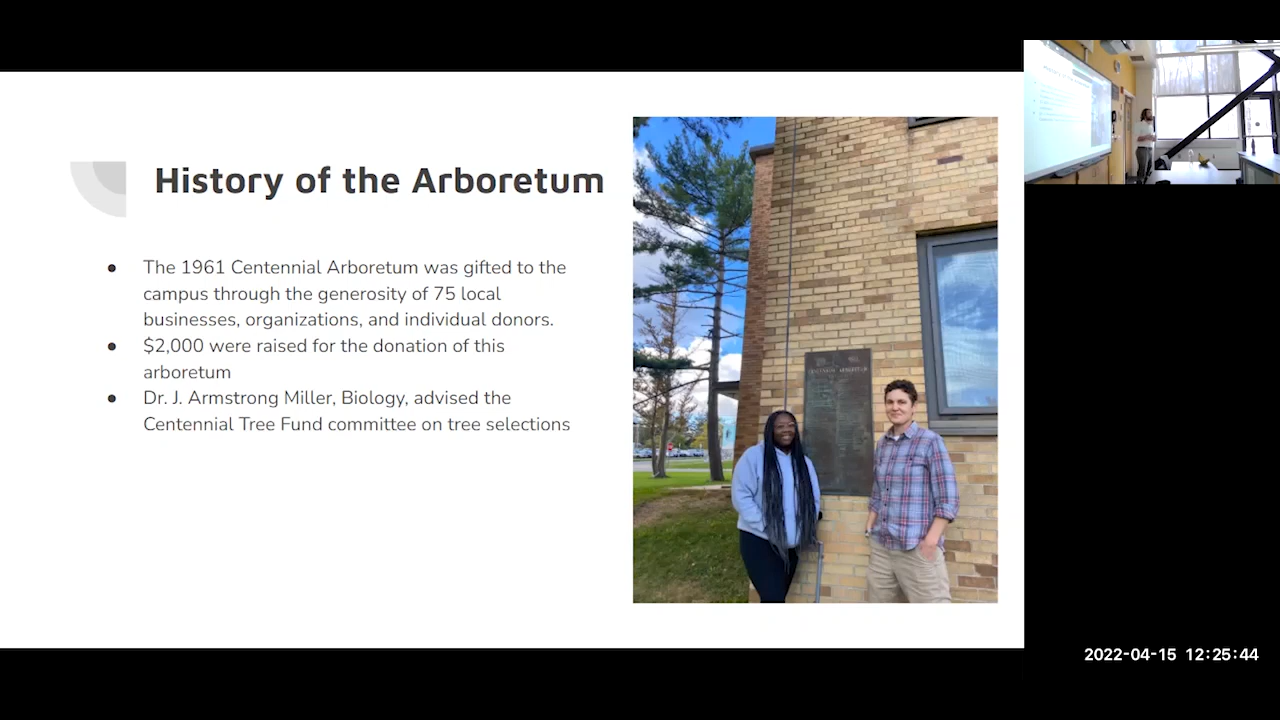 History of the Arboretum
● The 1961 Centennial Arboretum was gifted to the
campus through the generosity of 75 local
businesses, organizations, and individual donors.
● $2,000 were raised for the donation of this
arboretum
● Dr. J. Armstrong Miller, Biology, advised the
Centennial Tree Fund committee on tree selections
CENTENNIAL ARBORETUM
2022-04-15 12:25:44